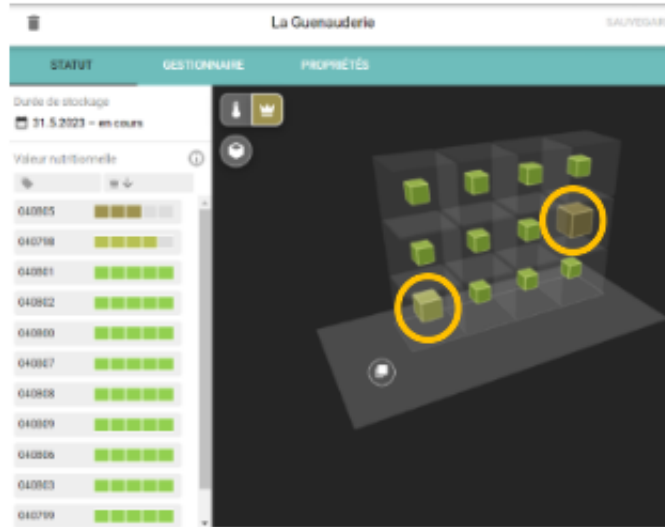 La Guenauderie
SAUVEGAR
STATUT GESTIONNAIRE PROPRIÉTÉS
Durée de stockage
31.5.2023 – en cours
Valeur nutritionnelle
040805
040798
040801
040802
040800
040807
040808
040809
040806
040803
040799